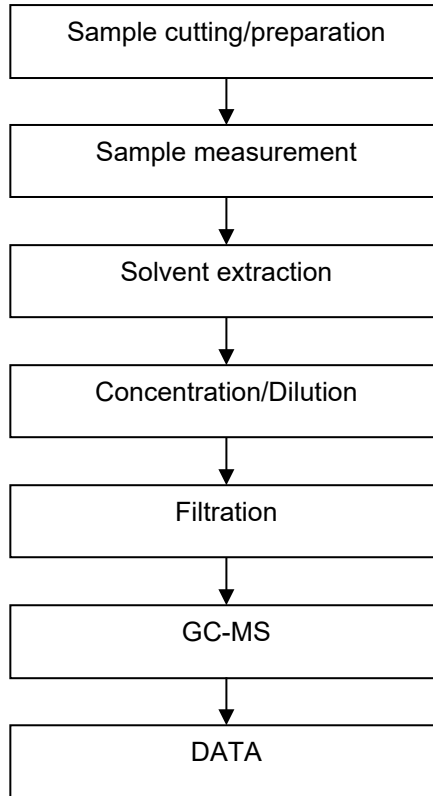 Sample cutting/preparation
Sample measurement
Solvent extraction
Concentration/Dilution
Filtration
GC-MS
DATA